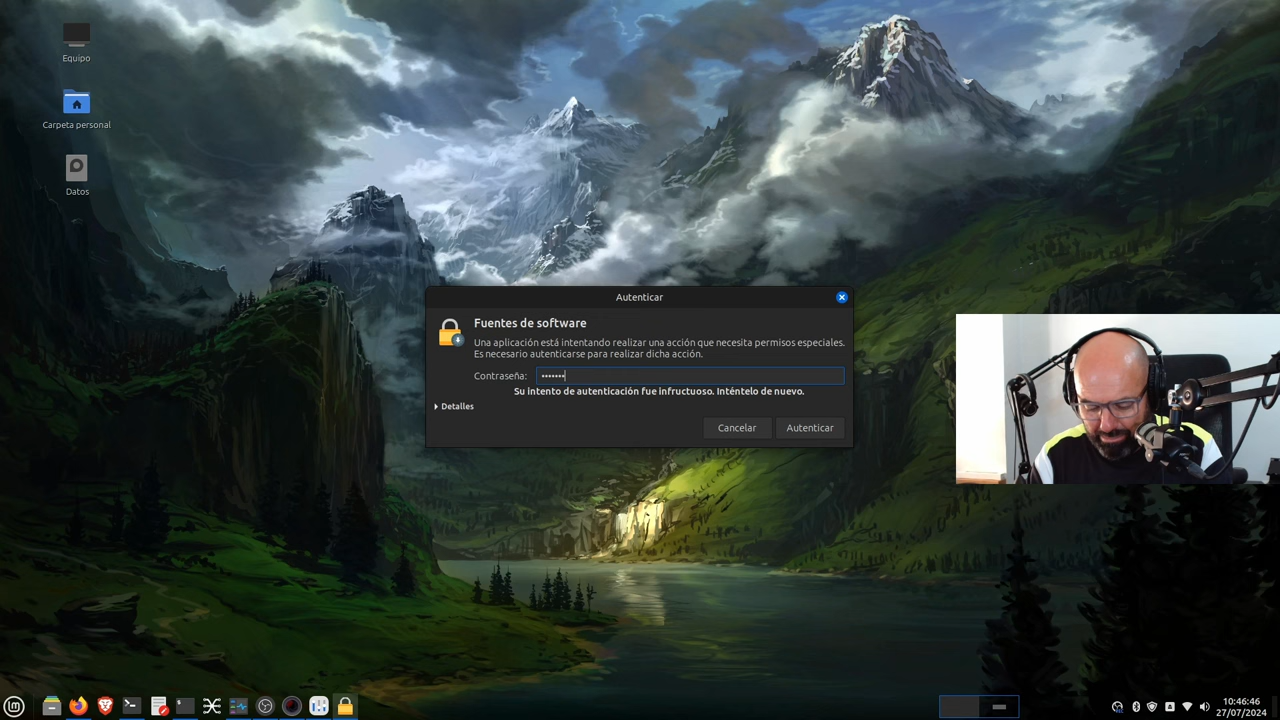 Equipo
Carpeta personal
Datos
Autenticar
Fuentes de software
Una aplicación está intentando realizar una acción que necesita permisos especiales.
Es necesario autenticarse para realizar dicha acción.
Contraseña: •••••••
Su intento de autenticación fue infructuoso. Inténtelo de nuevo.
Detalles
Cancelar
Autenticar
10:46:46
27/07/2024